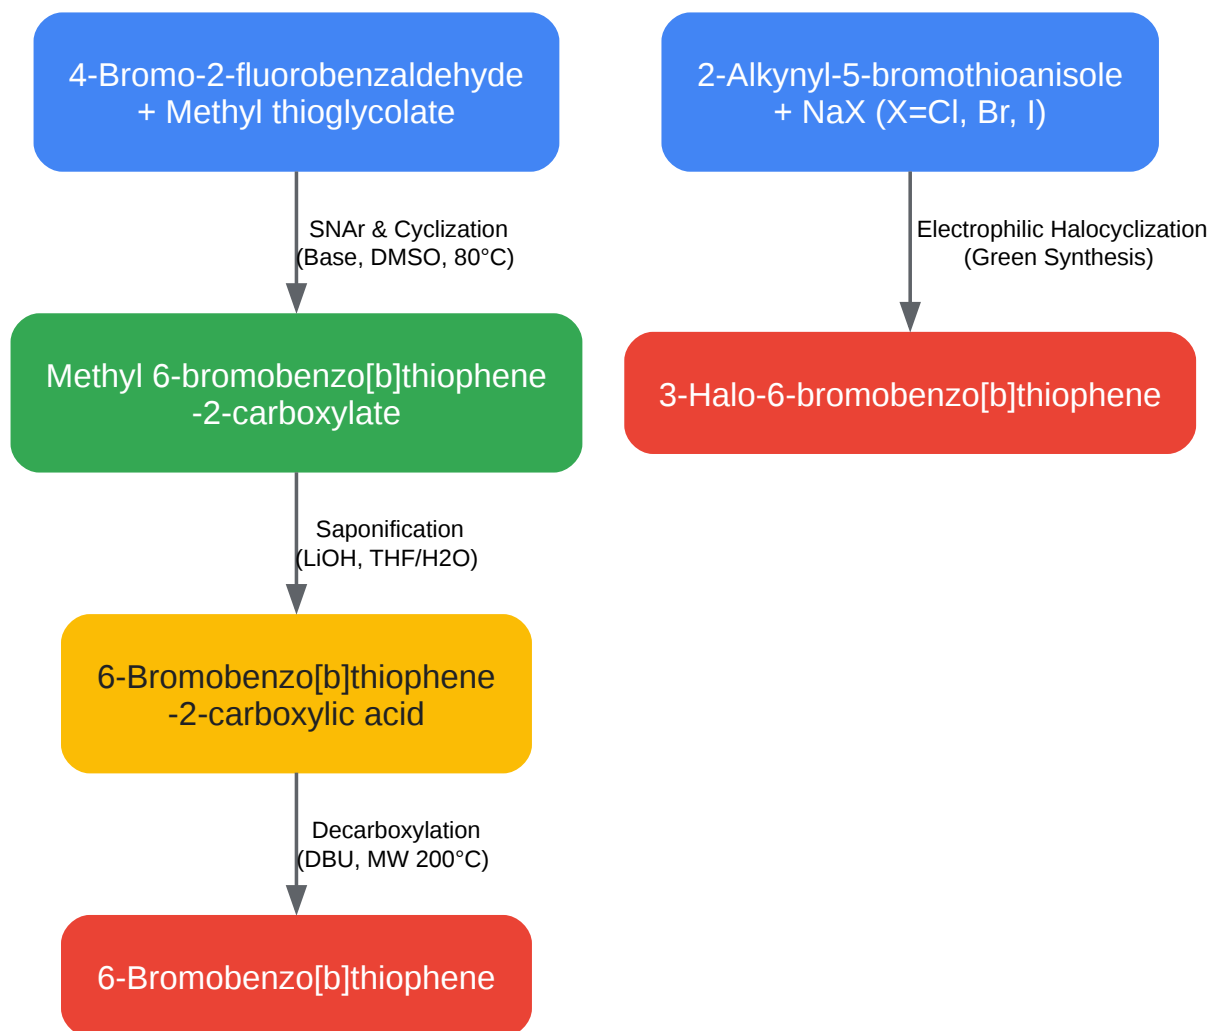 4-Bromo-2-fluorobenzaldehyde
+ Methyl thioglycolate
SNAr & Cyclization
(Base, DMSO, 80°C)
Methyl 6-bromobenzo[b]thiophene
-2-carboxylate
Saponification
(LiOH, THF/H2O)
6-Bromobenzo[b]thiophene
-2-carboxylic acid
Decarboxylation
(DBU, MW 200°C)
6-Bromobenzo[b]thiophene
2-Alkynyl-5-bromothioanisole
+ NaX (X=Cl, Br, I)
Electrophilic Halocyclization
(Green Synthesis)
3-Halo-6-bromobenzo[b]thiophene